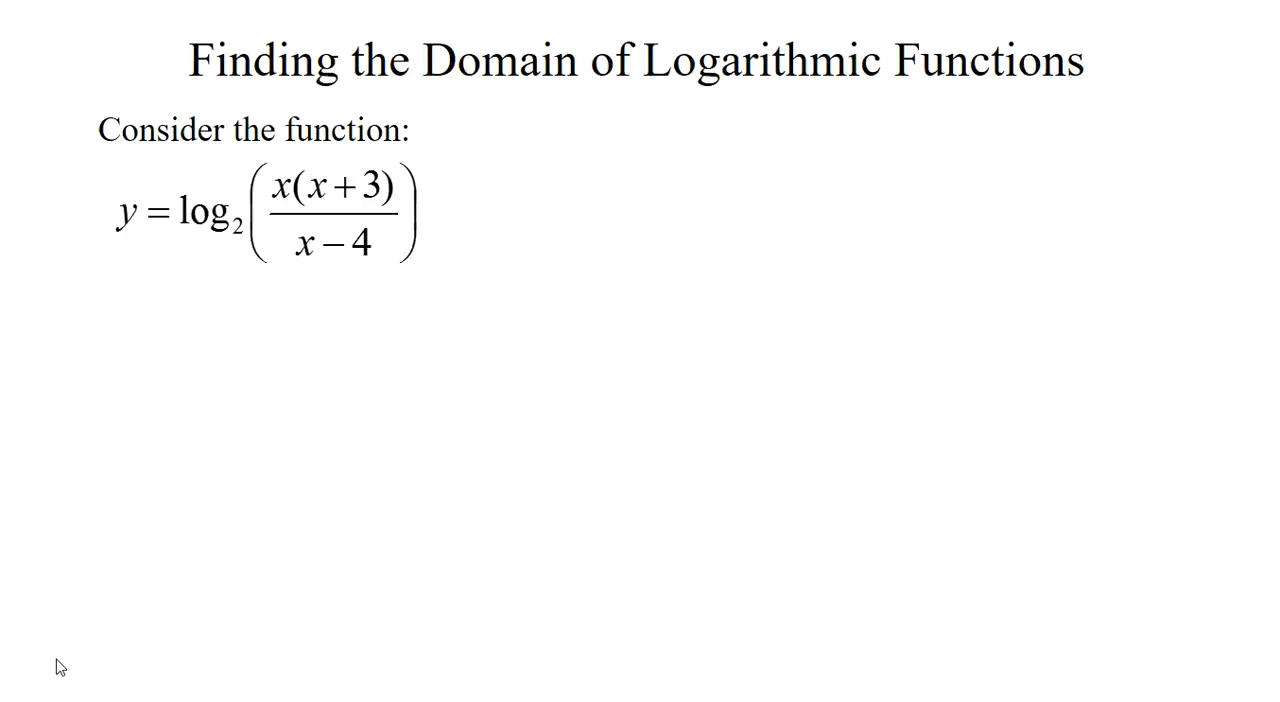 Finding the Domain of Logarithmic Functions
Consider the function:
y = log₂(x(x + 3) / (x − 4))